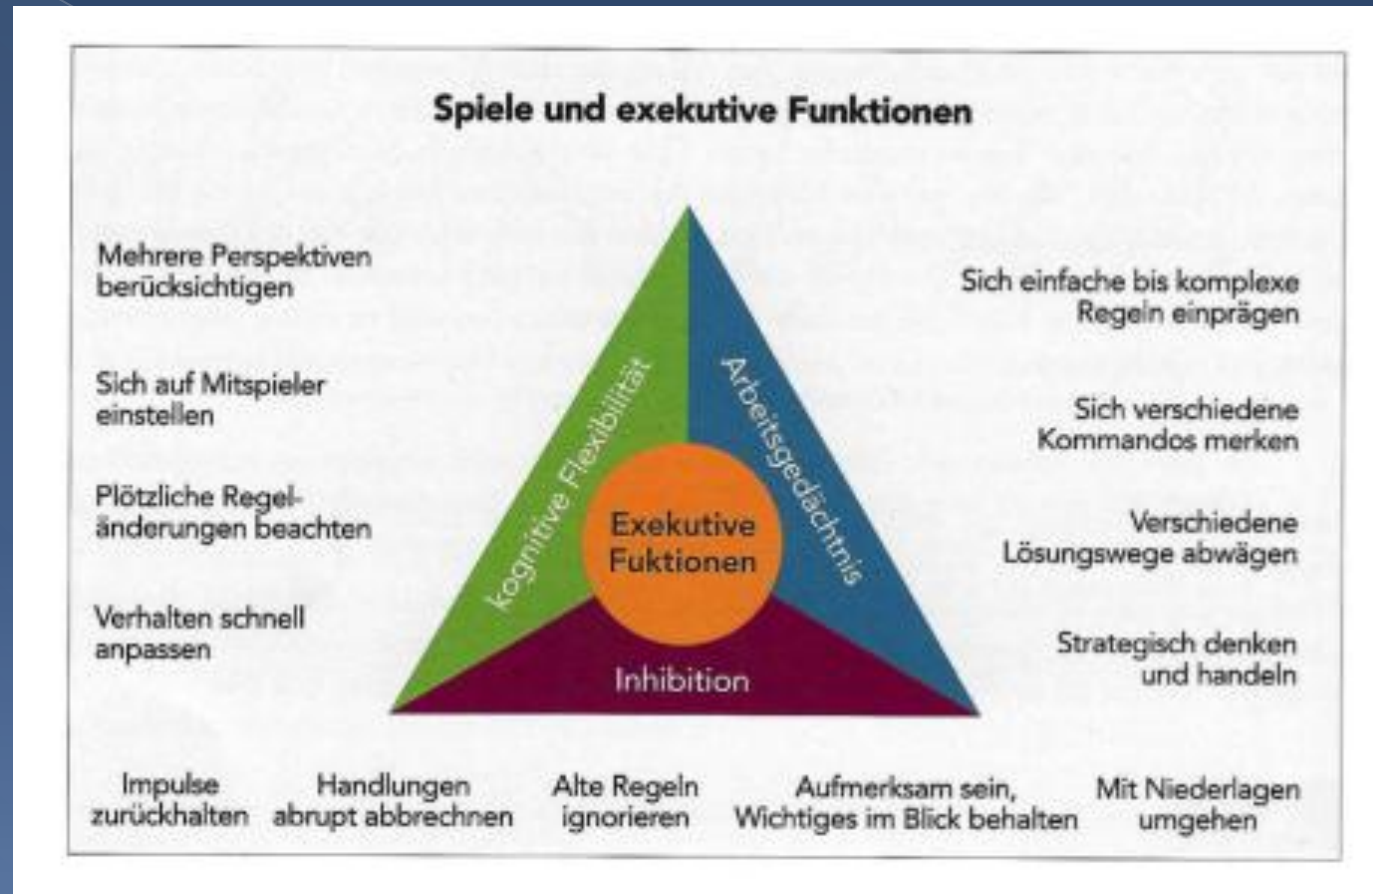 Spiele und exekutive Funktionen
Mehrere Perspektiven
berücksichtigen
Sich auf Mitspieler
einstellen
Plötzliche Regel-
änderungen beachten
Verhalten schnell
anpassen
kognitive Flexibilität
Arbeitsgedächtnis
Exekutive
Fuktionen
Inhibition
Sich einfache bis komplexe
Regeln einprägen
Sich verschiedene
Kommandos merken
Verschiedene
Lösungswege abwägen
Strategisch denken
und handeln
Impulse
zurückhalten
Handlungen
abrupt abbrechnen
Alte Regeln
ignorieren
Aufmerksam sein,
Wichtiges im Blick behalten
Mit Niederlagen
umgehen